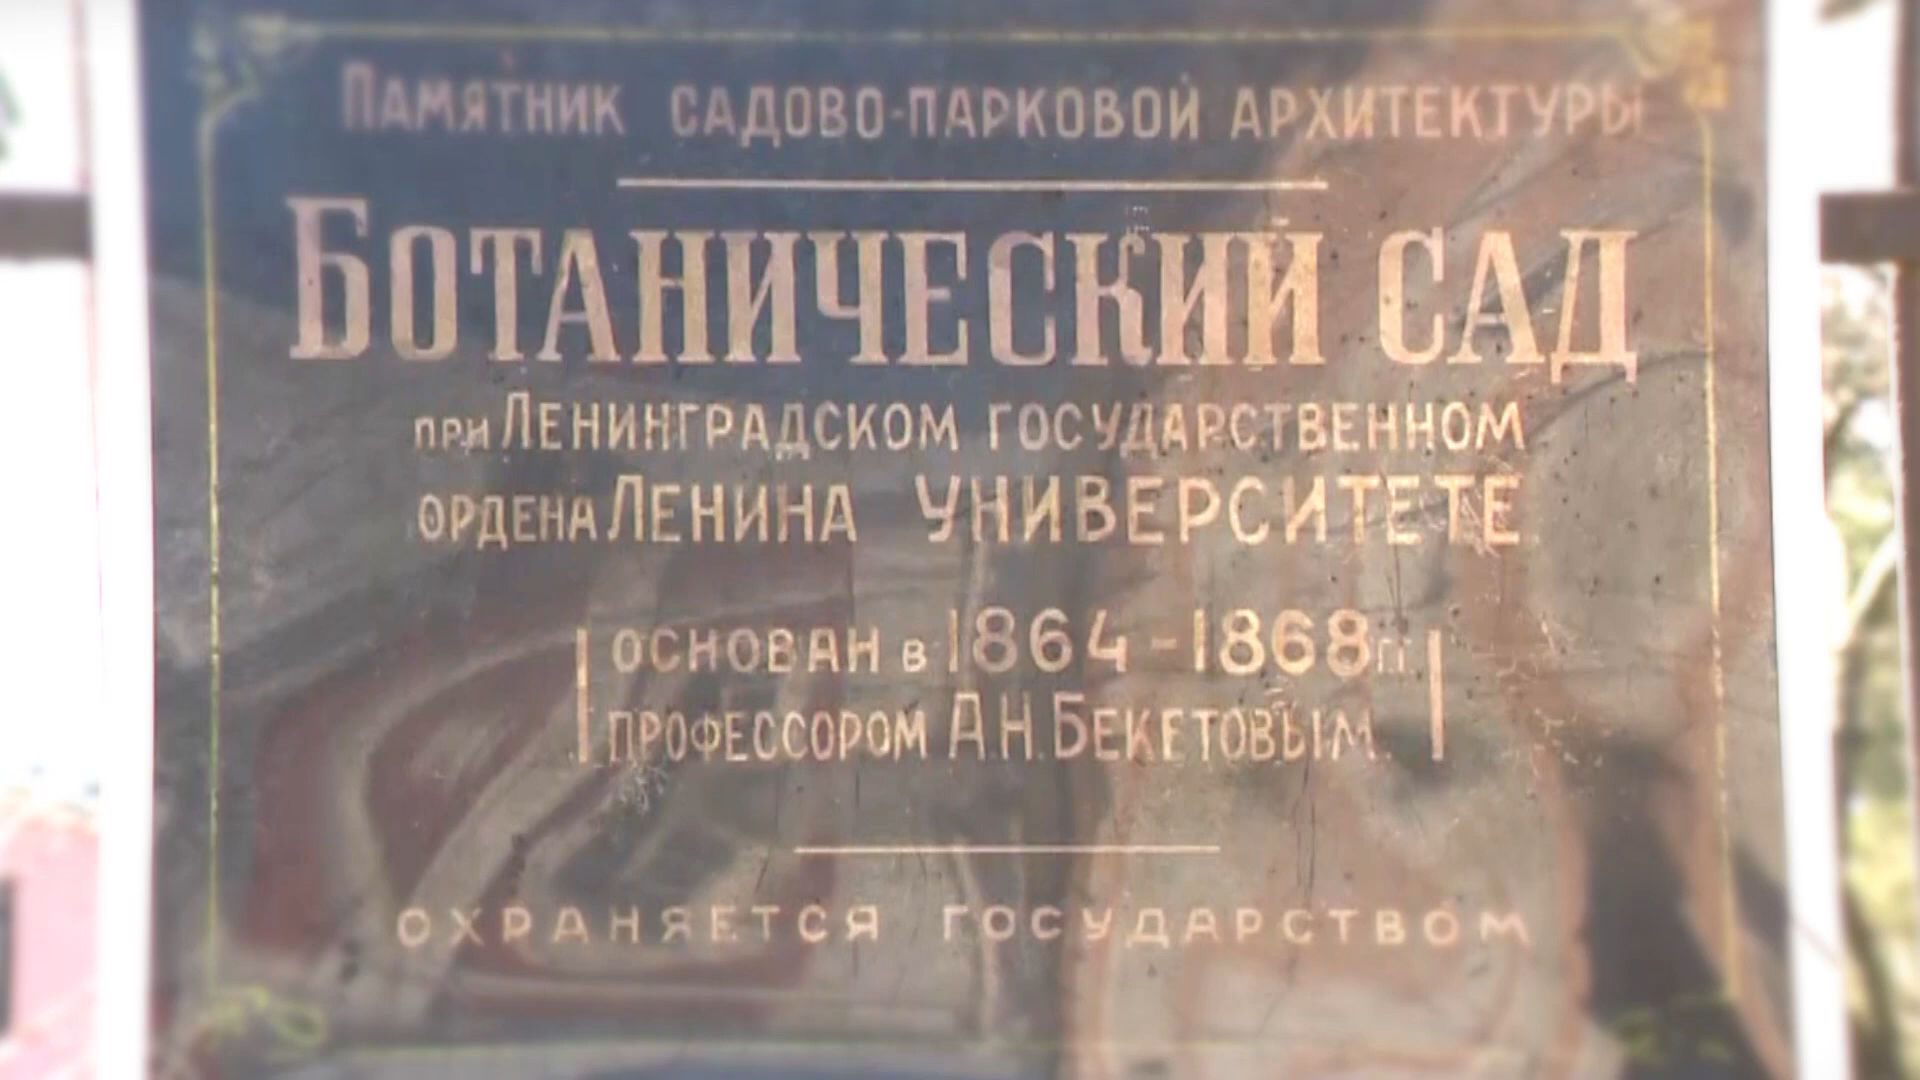 Памятник садово-парковой архитектуры
Ботанический сад
при Ленинградском государственном
ордена Ленина университете
основан в 1864-1868 гг.
профессором А.Н.Бекетовым.
охраняется государством